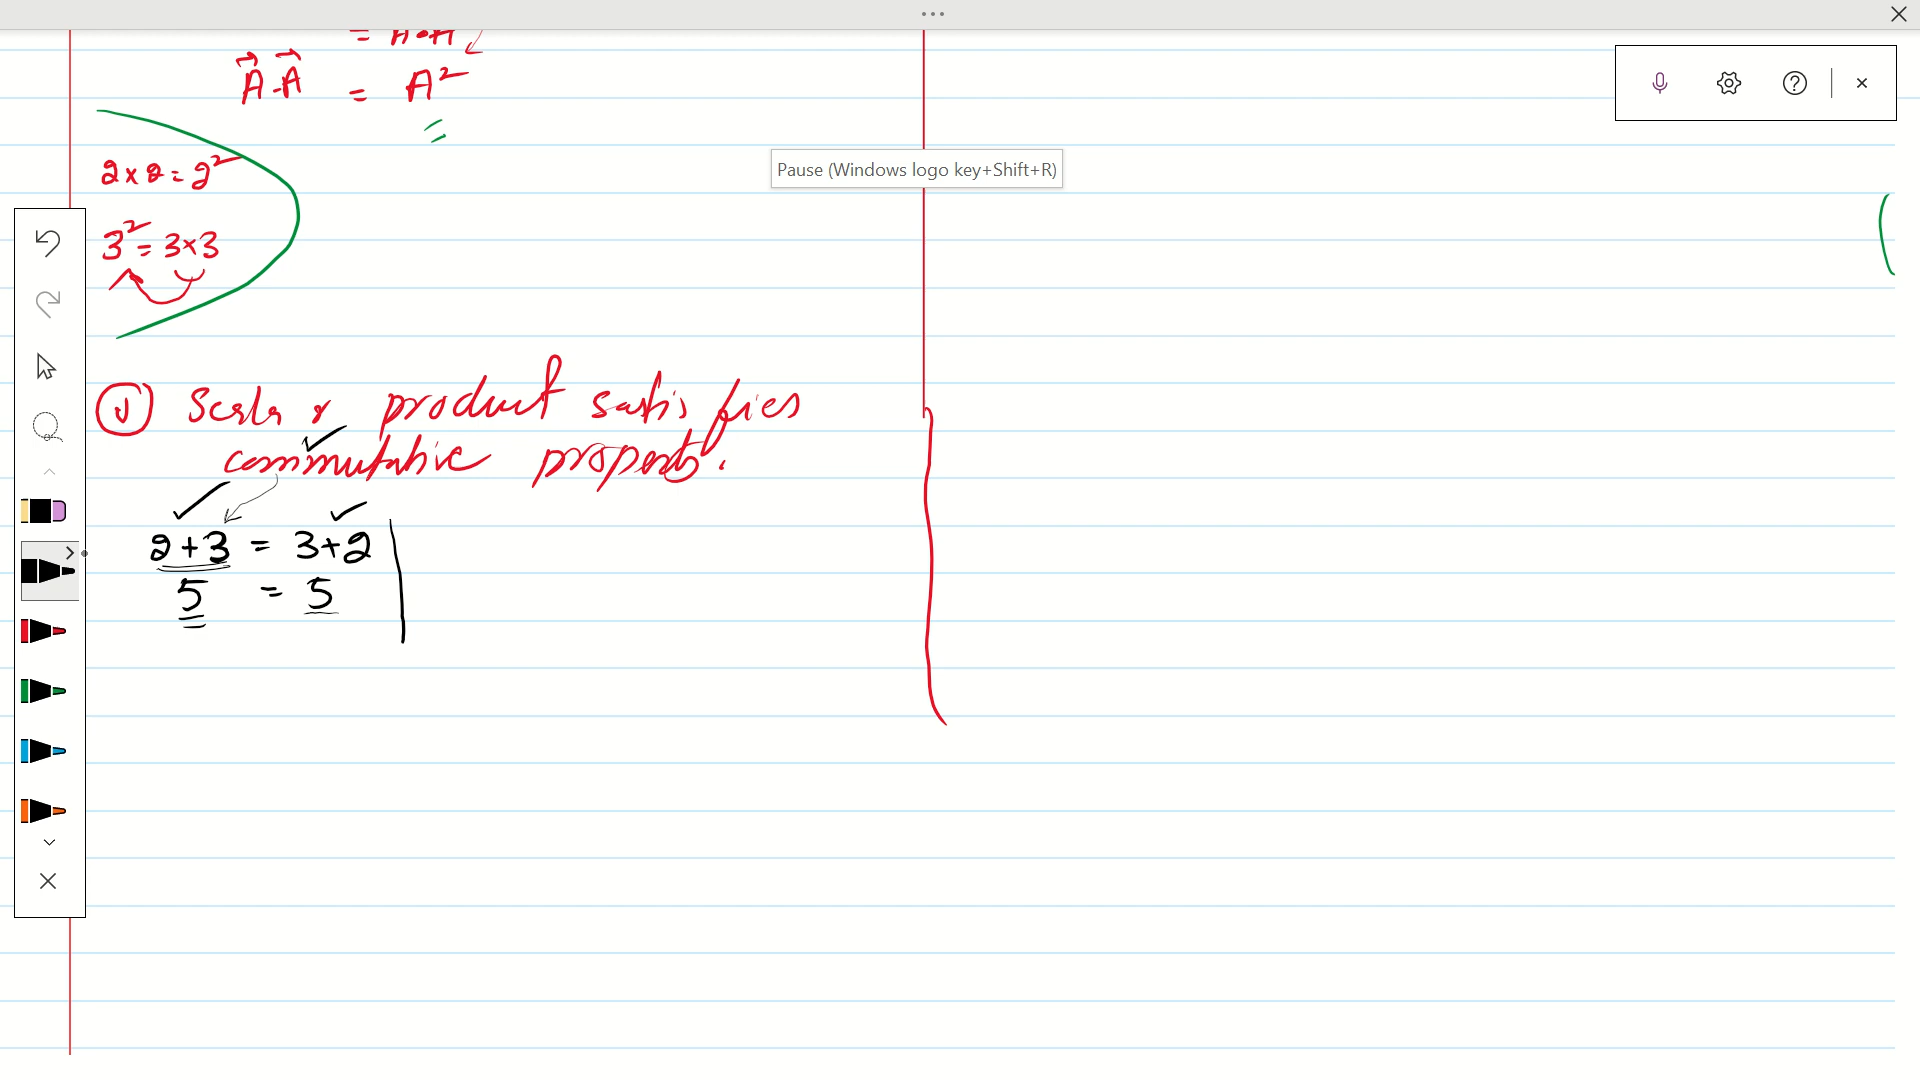 = A·A
A⃗ · A⃗ = A²
2×2 = 2²
Pause (Windows logo key+Shift+R)
3² = 3×3
Scalar product satisfies
commutative property.
2+3 = 3+2
5 = 5